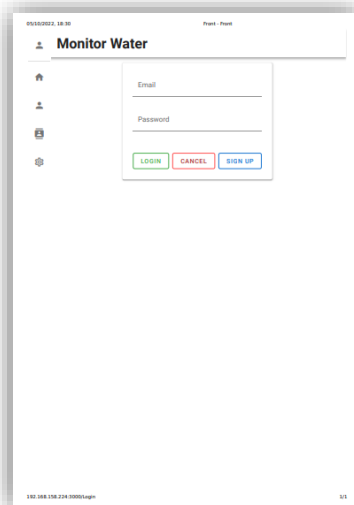 05/10/2022, 18:30 Front - Front
Monitor Water
Email
Password
LOGIN CANCEL SIGN UP
192.168.158.224:3000/Login 1/1